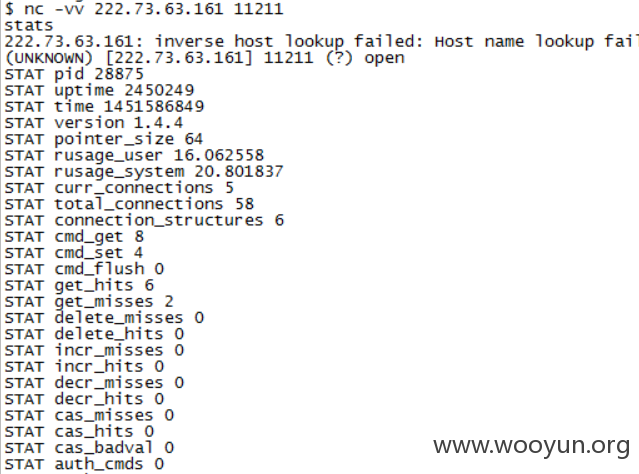 $ nc -vv 222.73.63.161 11211
stats
222.73.63.161: inverse host lookup failed: Host name lookup fail
(UNKNOWN) [222.73.63.161] 11211 (?) open
STAT pid 28875
STAT uptime 2450249
STAT time 1451586849
STAT version 1.4.4
STAT pointer_size 64
STAT rusage_user 16.062558
STAT rusage_system 20.801837
STAT curr_connections 5
STAT total_connections 58
STAT connection_structures 6
STAT cmd_get 8
STAT cmd_set 4
STAT cmd_flush 0
STAT get_hits 6
STAT get_misses 2
STAT delete_misses 0
STAT delete_hits 0
STAT incr_misses 0
STAT incr_hits 0
STAT decr_misses 0
STAT decr_hits 0
STAT cas_misses 0
STAT cas_hits 0
STAT cas_badval 0
STAT auth_cmds 0
www.wooyun.org